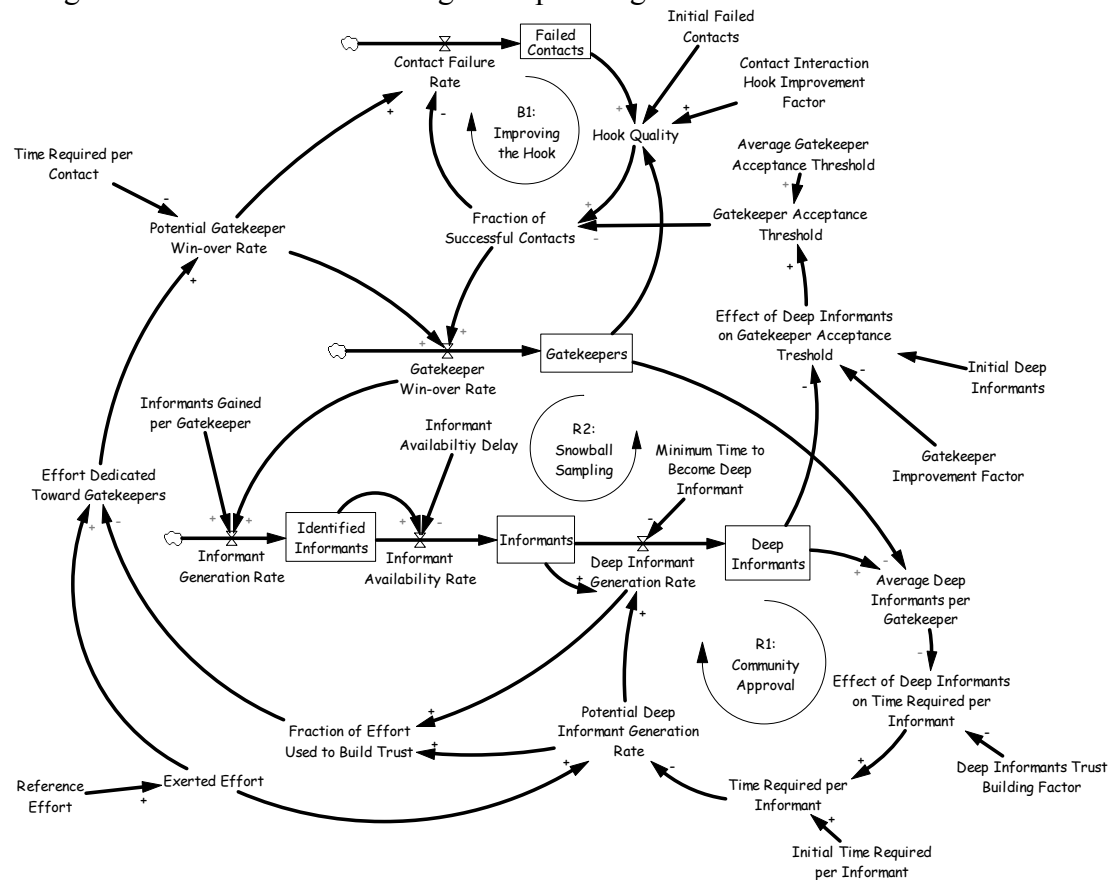 Failed
Contacts
Initial Failed
Contacts
Contact Failure
Rate
Contact Interaction
Hook Improvement
Factor
B1:
Improving
the Hook
Hook Quality
Time Required per
Contact
Average Gatekeeper
Acceptance Threshold
Potential Gatekeeper
Win-over Rate
Fraction of
Successful Contacts
Gatekeeper Acceptance
Threshold
Effect of Deep Informants
on Gatekeeper Acceptance
Treshold
Gatekeepers
Gatekeeper
Win-over Rate
Initial Deep
Informants
Informants Gained
per Gatekeeper
Informant
Availabiltiy Delay
R2:
Snowball
Sampling
Minimum Time to
Become Deep
Informant
Gatekeeper
Improvement Factor
Effort Dedicated
Toward Gatekeepers
Identified
Informants
Informants
Deep
Informants
Informant
Generation Rate
Informant
Availability Rate
Deep Informant
Generation Rate
Average Deep
Informants per
Gatekeeper
R1:
Community
Approval
Effect of Deep Informants
on Time Required per
Informant
Fraction of Effort
Used to Build Trust
Potential Deep
Informant Generation
Rate
Deep Informants Trust
Building Factor
Reference
Effort
Exerted Effort
Time Required per
Informant
Initial Time Required
per Informant